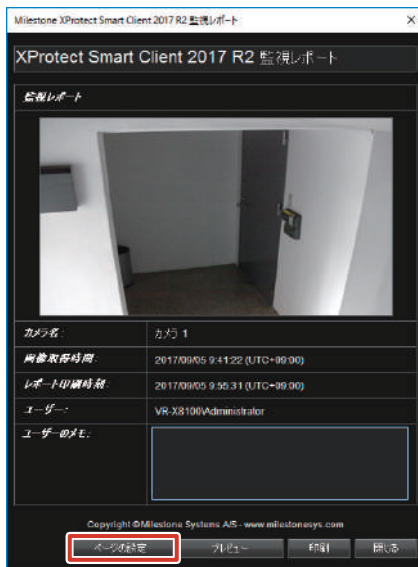 Milestone XProtect Smart Client 2017 R2 監視レポート
XProtect Smart Client 2017 R2 監視レポート
監視レポート
カメラ名: カメラ 1
画像取得時間: 2017/09/05 9:41:22 (UTC+09:00)
レポート印刷時刻: 2017/09/05 9:55:31 (UTC+09:00)
ユーザー: VR-X8100\Administrator
ユーザーのメモ:
Copyright © Milestone Systems A/S - www.milestonesys.com
ページの設定 プレビュー 印刷 閉じる